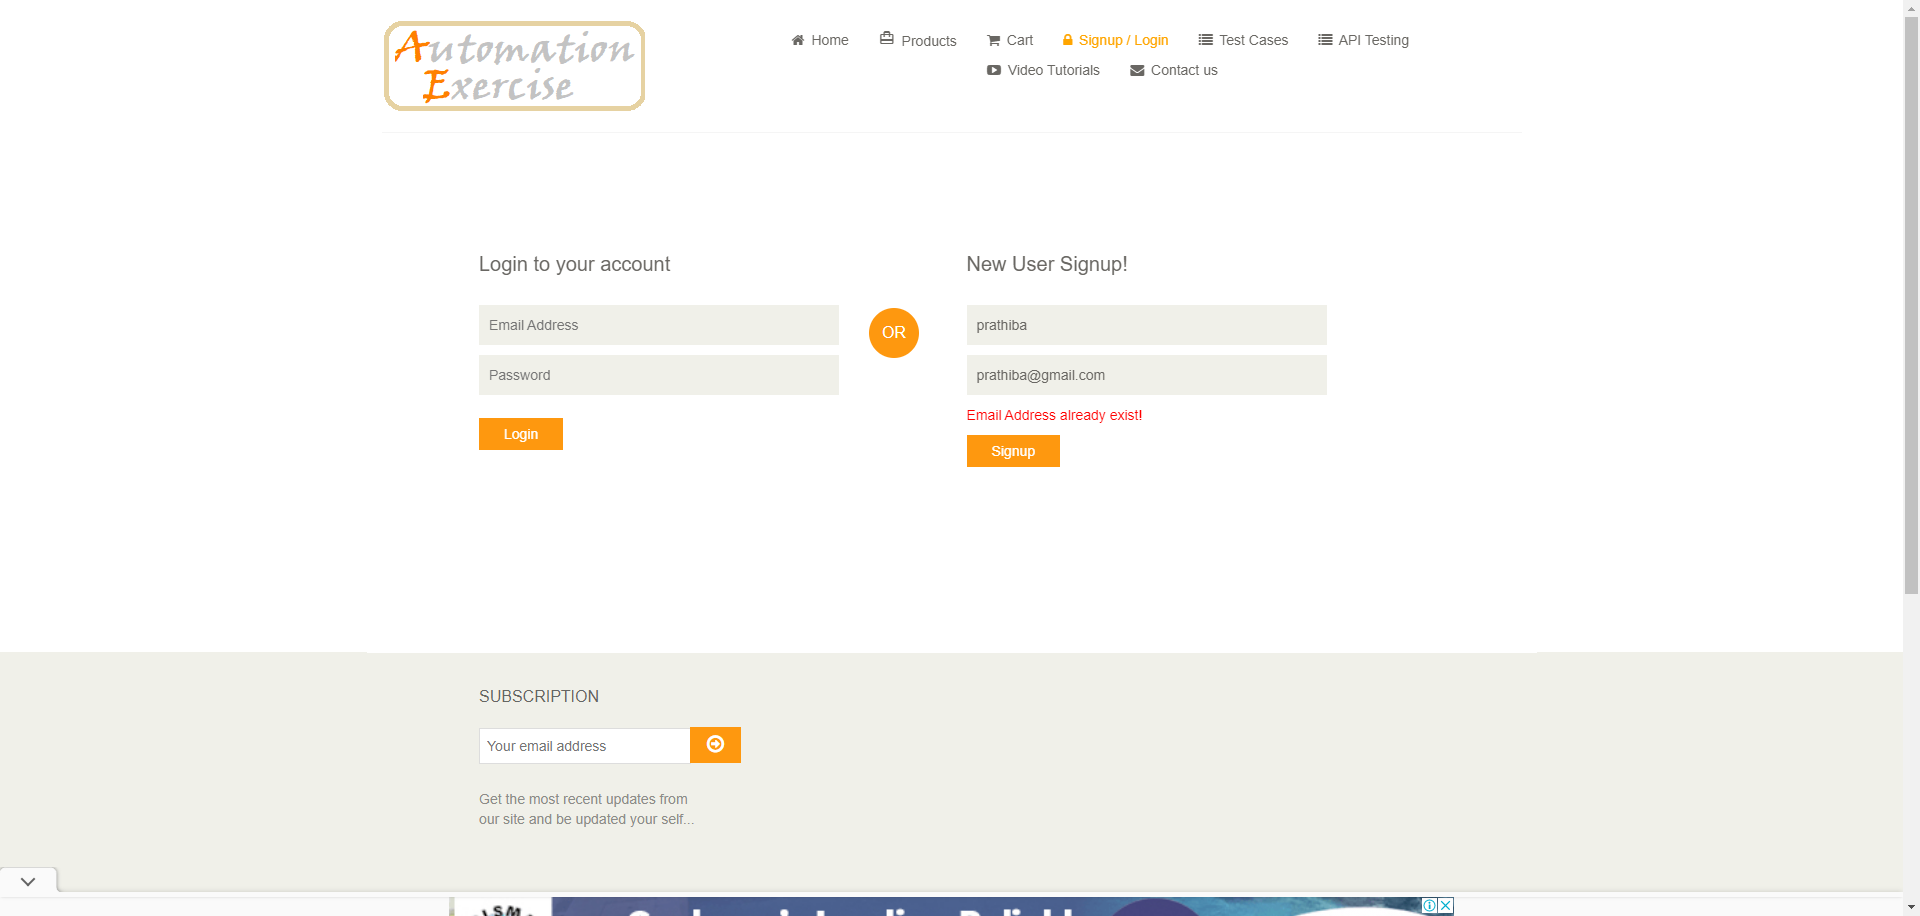 Automation
Exercise
Home
Products
Cart
Signup / Login
Test Cases
API Testing
Video Tutorials
Contact us
Login to your account
Email Address
Password
Login
OR
New User Signup!
prathiba
prathiba@gmail.com
Email Address already exist!
Signup
SUBSCRIPTION
Your email address
Get the most recent updates from
our site and be updated your self...